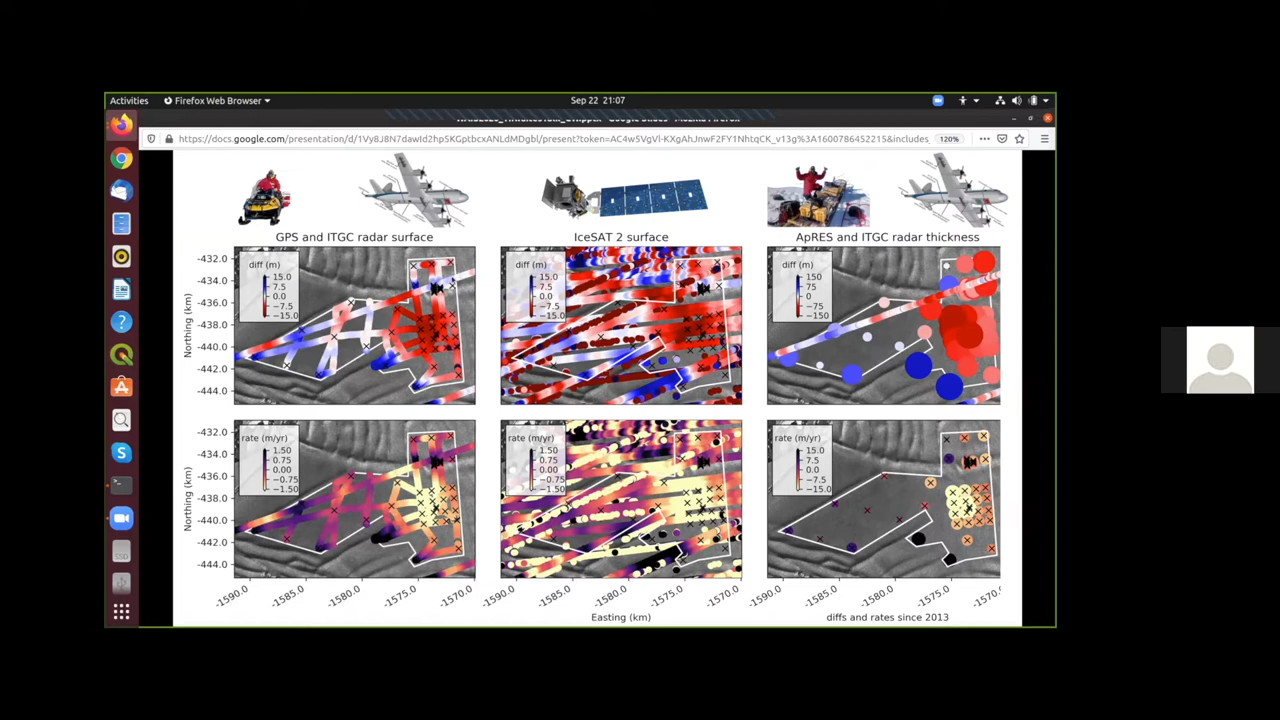 Activities Firefox Web Browser Sep 22 21:07
https://docs.google.com/presentation/d/1Vy8J8N7dawId2hp5KGptbcxANLdMDgbl/present?token=AC4w5VgVl-KXgAhJnwF2FY1NhtqCK_v13g%3A1600786452215&includes_ 120%
GPS and ITGC radar surface IceSAT 2 surface ApRES and ITGC radar thickness
diff (m) diff (m) diff (m)
15.0 15.0 150
7.5 7.5 75
0.0 0.0 0
−7.5 −7.5 −75
−15.0 −15.0 −150
Northing (km)
-432.0
-434.0
-436.0
-438.0
-440.0
-442.0
-444.0
rate (m/yr) rate (m/yr) rate (m/yr)
1.50 1.50 15.0
0.75 0.75 7.5
0.00 0.00 0.0
−0.75 −0.75 −7.5
−1.50 −1.50 −15.0
Northing (km)
-432.0
-434.0
-436.0
-438.0
-440.0
-442.0
-444.0
-1590.0 -1585.0 -1580.0 -1575.0 -1570.0 -1590.0 -1585.0 -1580.0 -1575.0 -1570.0 -1590.0 -1585.0 -1580.0 -1575.0 -1570.
Easting (km) diffs and rates since 2013